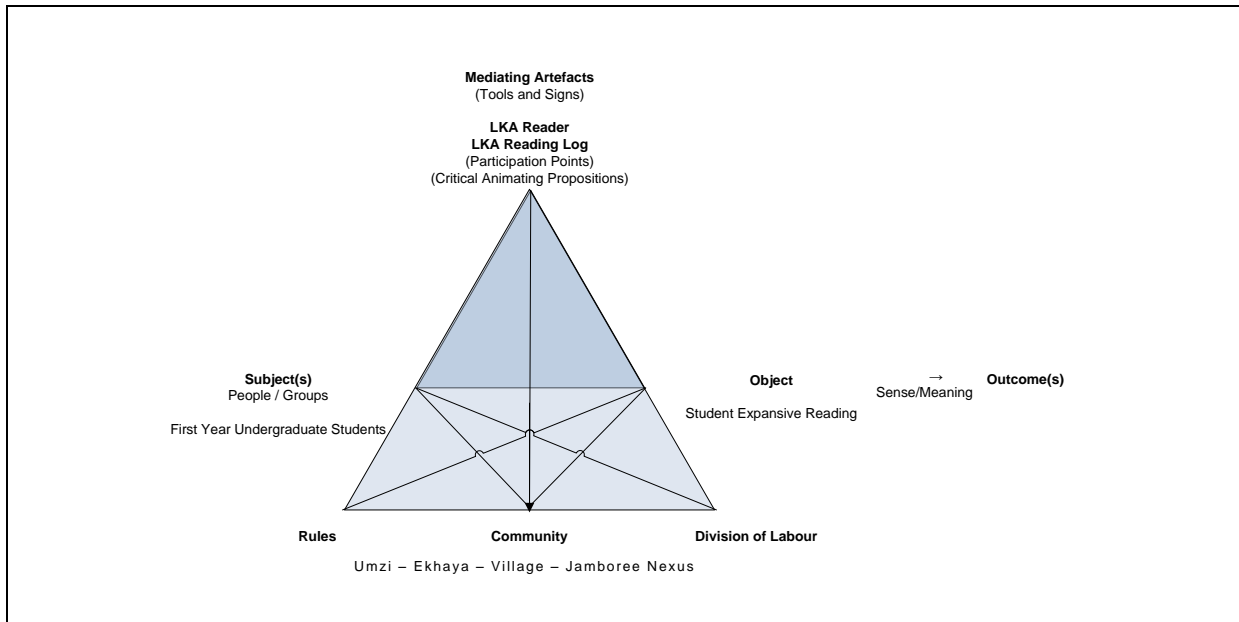 Mediating Artefacts
(Tools and Signs)
LKA Reader
LKA Reading Log
(Participation Points)
(Critical Animating Propositions)
Subject(s)
People / Groups
First Year Undergraduate Students
Object
Student Expansive Reading
→
Sense/Meaning
Outcome(s)
Rules
Community
Division of Labour
Umzi – Ekhaya – Village – Jamboree Nexus